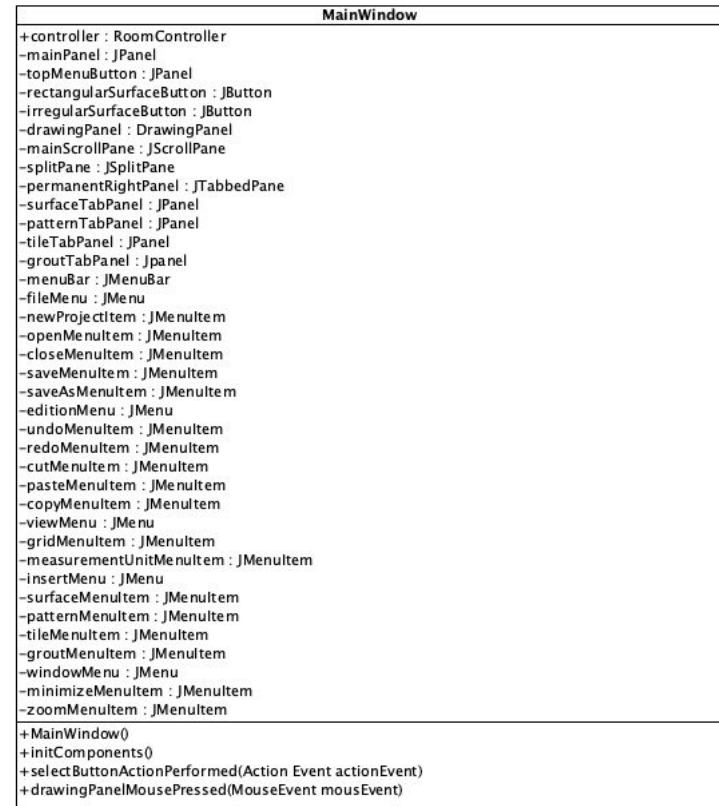 MainWindow
+controller : RoomController
-mainPanel : JPanel
-topMenuButton : JPanel
-rectangularSurfaceButton : JButton
-irregularSurfaceButton : JButton
-drawingPanel : DrawingPanel
-mainScrollPane : JScrollPane
-splitPane : JSplitPane
-permanentRightPanel : JTabbedPane
-surfaceTabPanel : JPanel
-patternTabPanel : JPanel
-tileTabPanel : JPanel
-groutTabPanel : Jpanel
-menuBar : JMenuBar
-fileMenu : JMenu
-newProjectItem : JMenuItem
-openMenuItem : JMenuItem
-closeMenuItem : JMenuItem
-saveMenuItem : JMenuItem
-saveAsMenuItem : JMenuItem
-editionMenu : JMenu
-undoMenuItem : JMenuItem
-redoMenuItem : JMenuItem
-cutMenuItem : JMenuItem
-pasteMenuItem : JMenuItem
-copyMenuItem : JMenuItem
-viewMenu : JMenu
-gridMenuItem : JMenuItem
-measurementUnitMenuItem : JMenuItem
-insertMenu : JMenu
-surfaceMenuItem : JMenuItem
-patternMenuItem : JMenuItem
-tileMenuItem : JMenuItem
-groutMenuItem : JMenuItem
-windowMenu : JMenu
-minimizeMenuItem : JMenuItem
-zoomMenuItem : JMenuItem
+MainWindow()
+initComponents()
+selectButtonActionPerformed(Action Event actionEvent)
+drawingPanelMousePressed(MouseEvent mousEvent)